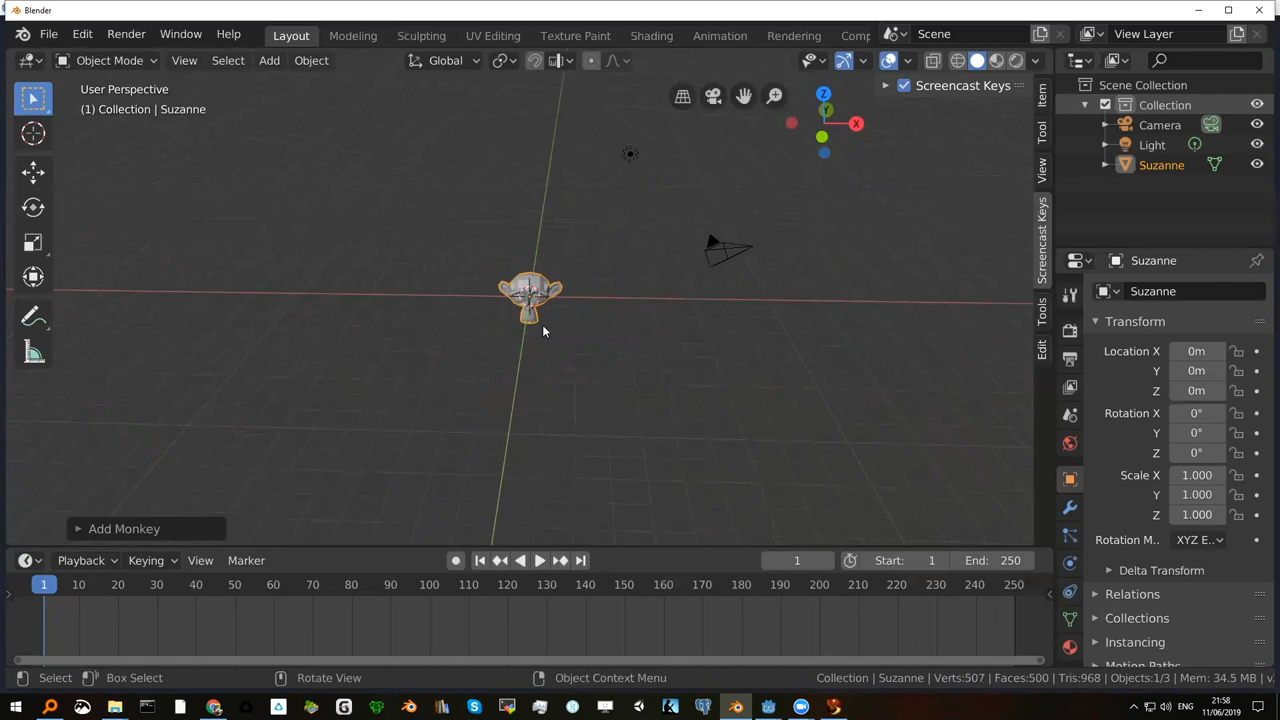 Blender
File Edit Render Window Help
Layout Modeling Sculpting UV Editing Texture Paint Shading Animation Rendering Comp
Scene
View Layer
Object Mode View Select Add Object
Global
User Perspective
(1) Collection | Suzanne
Screencast Keys
Z
Y
X
Item
Tool
View
Screencast Keys
Tools
Edit
Scene Collection
Collection
Camera
Light
Suzanne
Suzanne
Suzanne
Transform
Location X 0m
Y 0m
Z 0m
Rotation X 0°
Y 0°
Z 0°
Scale X 1.000
Y 1.000
Z 1.000
Rotation M.. XYZ E..
Delta Transform
Relations
Collections
Instancing
Motion Paths
Add Monkey
Playback Keying View Marker
1
Start: 1
End: 250
1 10 20 30 40 50 60 70 80 90 100 110 120 130 140 150 160 170 180 190 200 210 220 230 240 250
Select Box Select Rotate View Object Context Menu
Collection | Suzanne | Verts:507 | Faces:500 | Tris:968 | Objects:1/3 | Mem: 34.5 MB | v.
ENG
21:58
11/06/2019